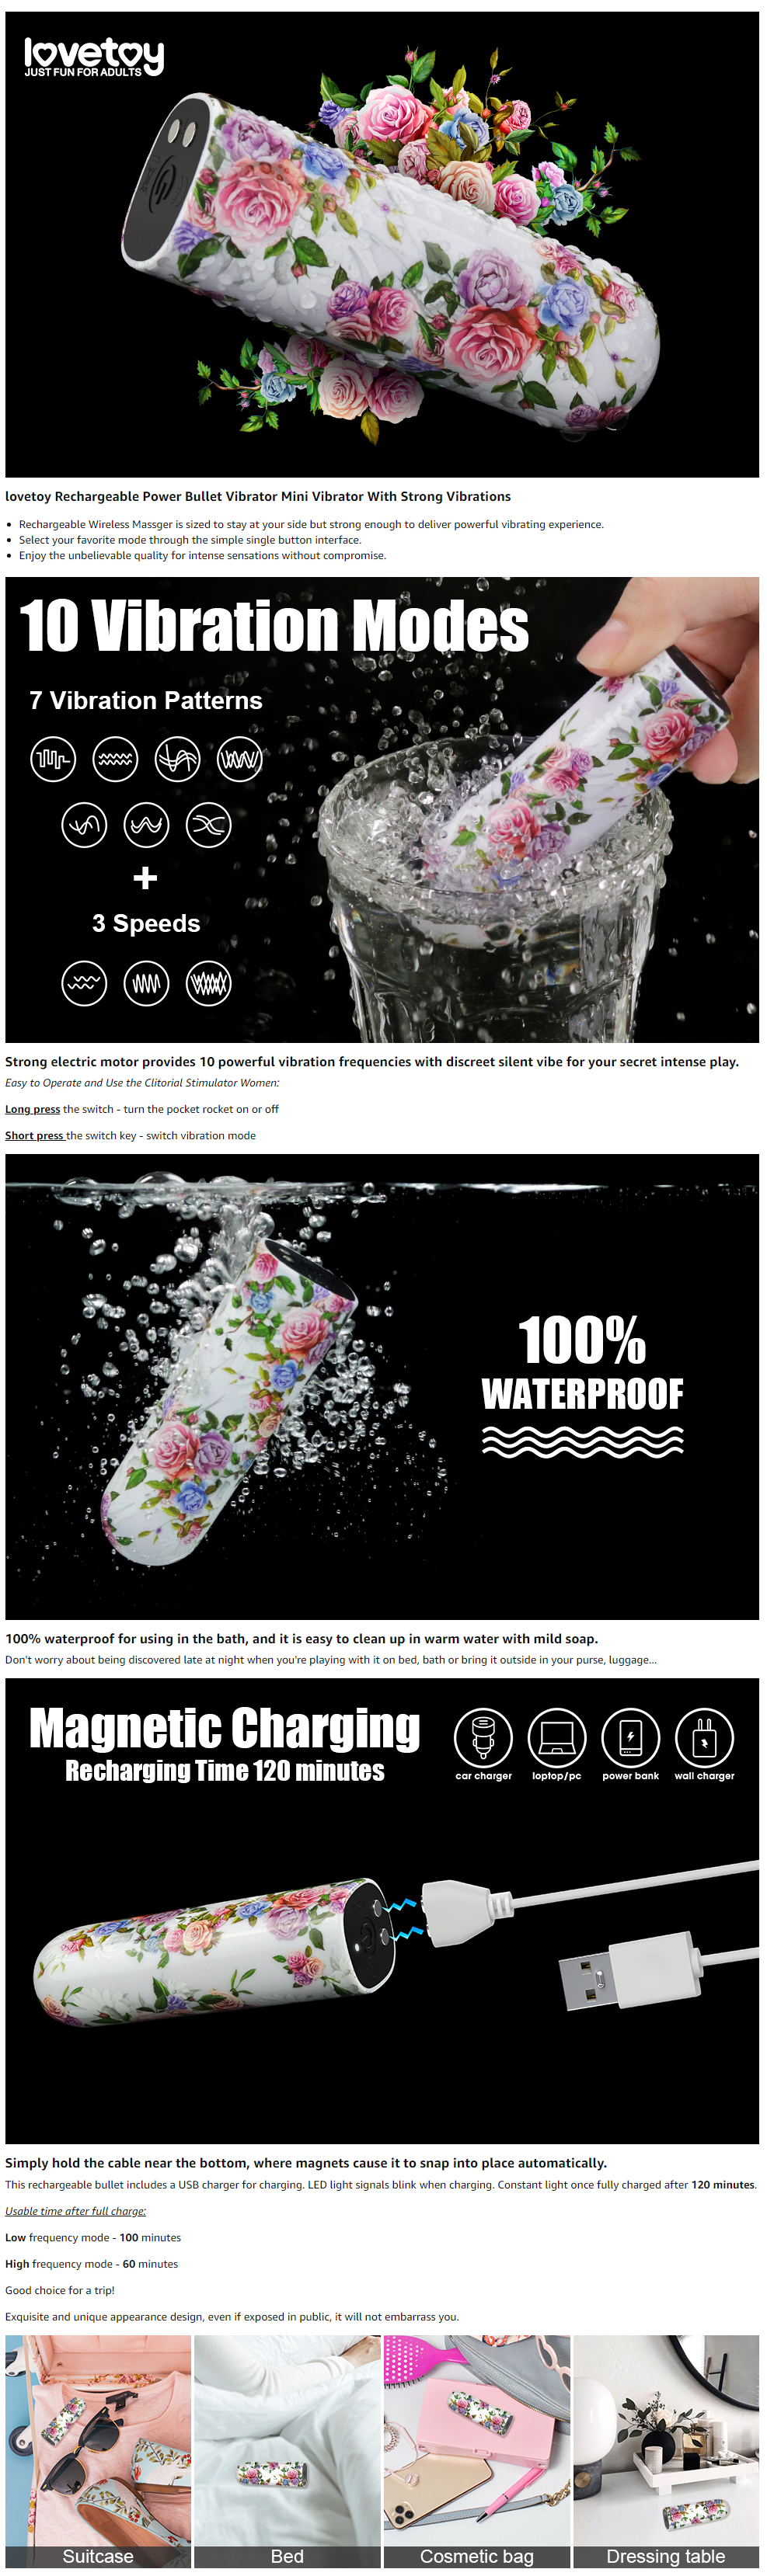 lovetoy
JUST FUN FOR ADULTS
lovetoy Rechargeable Power Bullet Vibrator Mini Vibrator With Strong Vibrations
Rechargeable Wireless Massger is sized to stay at your side but strong enough to deliver powerful vibrating experience.
Select your favorite mode through the simple single button interface.
Enjoy the unbelievable quality for intense sensations without compromise.
10 Vibration Modes
7 Vibration Patterns
+
3 Speeds
Strong electric motor provides 10 powerful vibration frequencies with discreet silent vibe for your secret intense play.
Easy to Operate and Use the Clitorial Stimulator Women:
Long press the switch - turn the pocket rocket on or off
Short press the switch key - switch vibration mode
100%
WATERPROOF
100% waterproof for using in the bath, and it is easy to clean up in warm water with mild soap.
Don't worry about being discovered late at night when you're playing with it on bed, bath or bring it outside in your purse, luggage...
Magnetic Charging
Recharging Time 120 minutes
car charger
loptop/pc
power bank
wall charger
Simply hold the cable near the bottom, where magnets cause it to snap into place automatically.
This rechargeable bullet includes a USB charger for charging. LED light signals blink when charging. Constant light once fully charged after 120 minutes.
Usable time after full charge:
Low frequency mode - 100 minutes
High frequency mode - 60 minutes
Good choice for a trip!
Exquisite and unique appearance design, even if exposed in public, it will not embarrass you.
Suitcase
Bed
Cosmetic bag
Dressing table